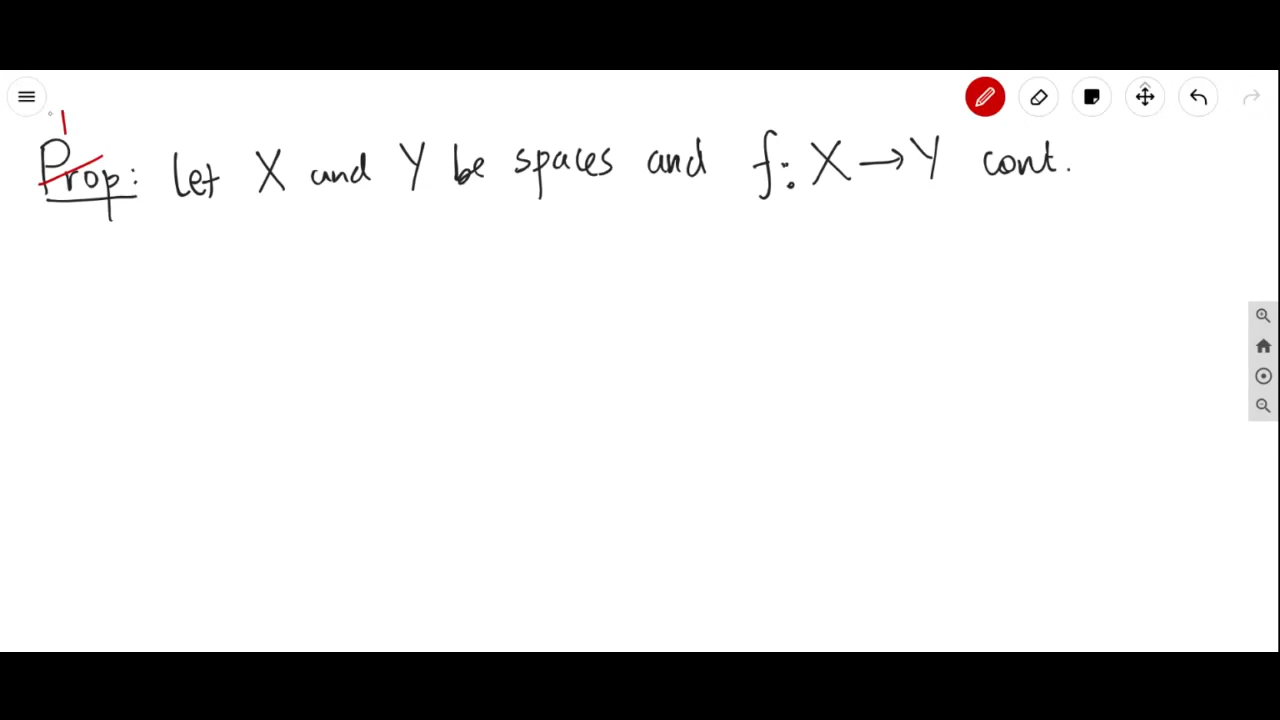 Prop: Let X and Y be spaces and f: X → Y cont.